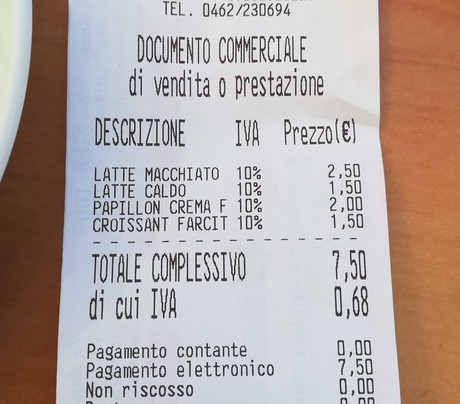 TEL. 0462/230694
DOCUMENTO COMMERCIALE
di vendita o prestazione
DESCRIZIONE IVA Prezzo(€)
LATTE MACCHIATO 10% 2,50
LATTE CALDO 10% 1,50
PAPILLON CREMA F 10% 2,00
CROISSANT FARCIT 10% 1,50
TOTALE COMPLESSIVO 7,50
di cui IVA 0,68
Pagamento contante 0,00
Pagamento elettronico 7,50
Non riscosso 0,00